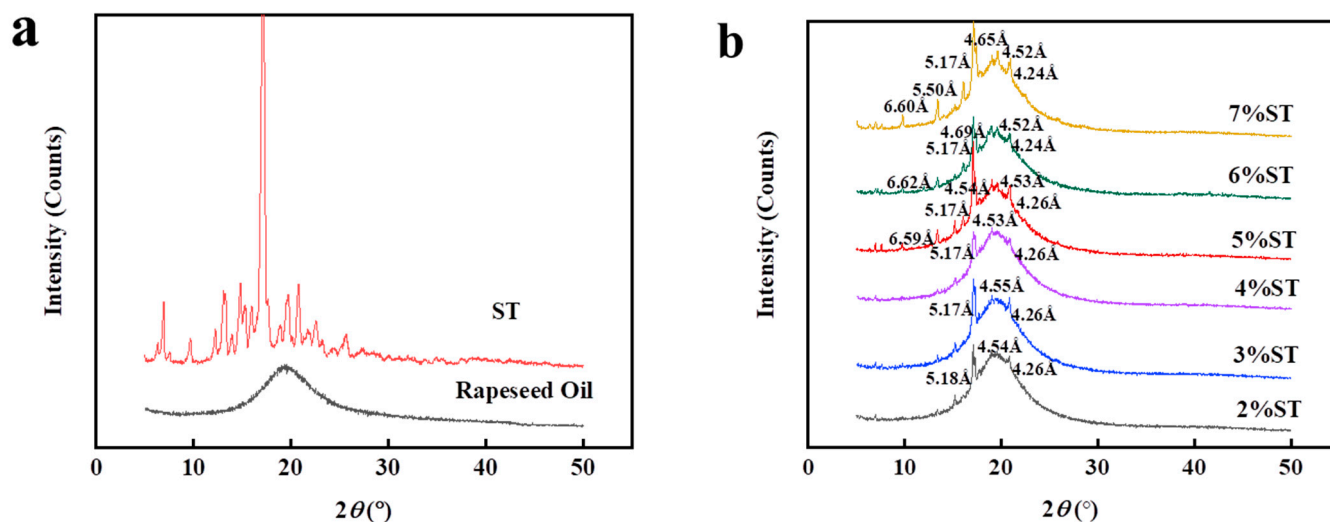 a
Intensity (Counts)
ST
Rapeseed Oil
0
10
20
30
40
50
2θ(°)
b
Intensity (Counts)
4.65Å
4.52Å
5.17Å
4.24Å
5.50Å
6.60Å
7%ST
4.69Å
4.52Å
5.17Å
4.24Å
6.62Å
6%ST
4.54Å
4.53Å
5.17Å
4.26Å
6.59Å
5%ST
4.53Å
5.17Å
4.26Å
4%ST
4.55Å
5.17Å
4.26Å
3%ST
4.54Å
5.18Å
4.26Å
2%ST
0
10
20
30
40
50
2θ(°)